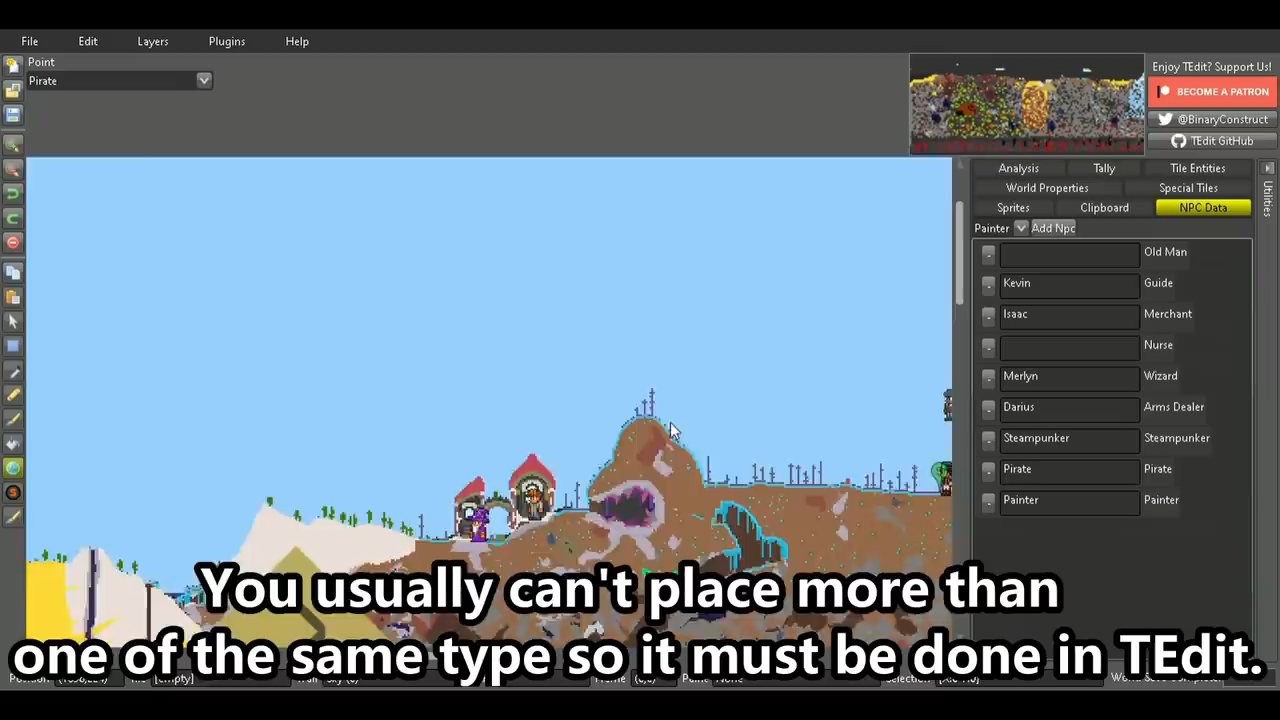 File Edit Layers Plugins Help
Point
Pirate
Enjoy TEdit? Support Us!
BECOME A PATRON
@BinaryConstruct
TEdit GitHub
Analysis Tally Tile Entities
World Properties Special Tiles
Sprites Clipboard NPC Data
Utilities
Painter Add Npc
- Old Man
- Kevin Guide
- Isaac Merchant
- Nurse
- Merlyn Wizard
- Darius Arms Dealer
- Steampunker Steampunker
- Pirate Pirate
- Painter Painter
You usually can't place more than
one of the same type so it must be done in TEdit.
[empty]